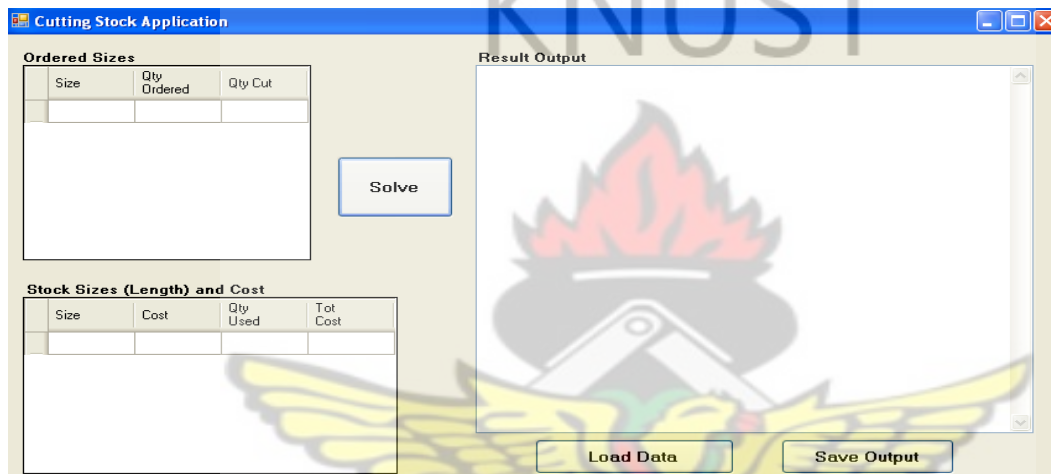 KNUST
Cutting Stock Application
Ordered Sizes
Size Qty Ordered Qty Cut
Solve
Stock Sizes (Length) and Cost
Size Cost Qty Used Tot Cost
Result Output
Load Data Save Output